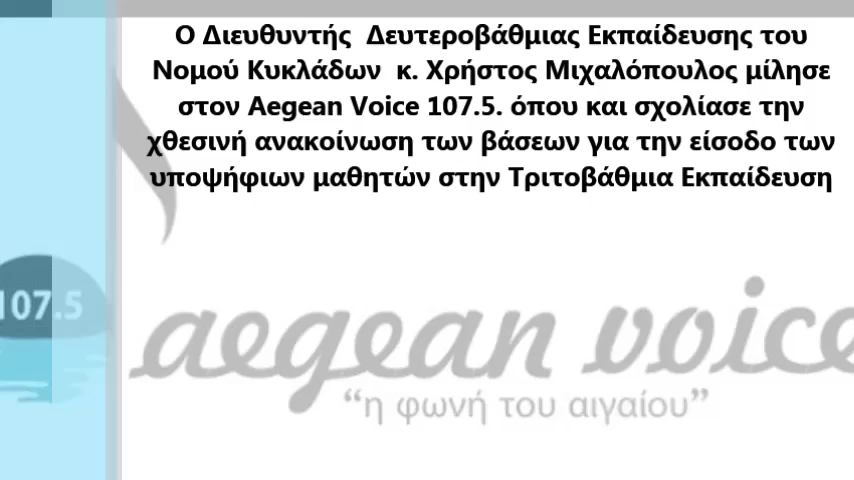 Ο Διευθυντής Δευτεροβάθμιας Εκπαίδευσης του
Νομού Κυκλάδων κ. Χρήστος Μιχαλόπουλος μίλησε
στον Aegean Voice 107.5. όπου και σχολίασε την
χθεσινή ανακοίνωση των βάσεων για την είσοδο των
υποψήφιων μαθητών στην Τριτοβάθμια Εκπαίδευση
107.5
aegean voice
“η φωνή του αιγαίου”